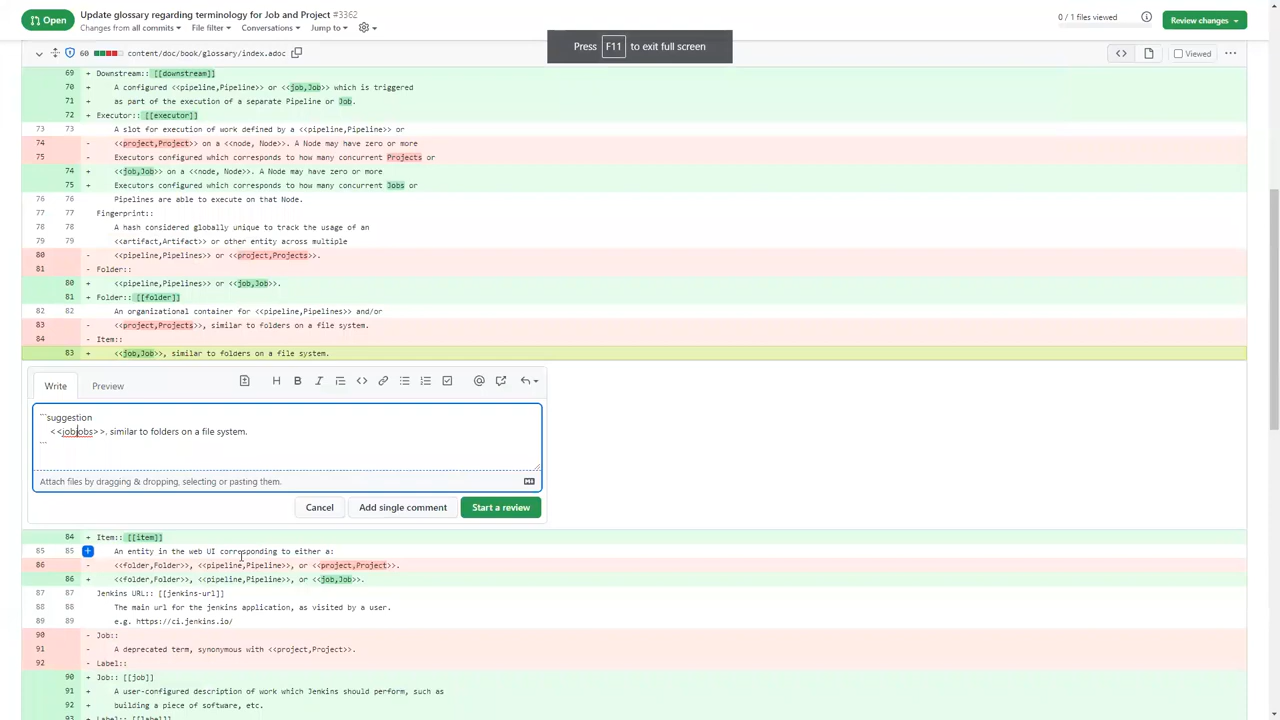 Open
Update glossary regarding terminology for Job and Project #3362
Changes from all commits
File filter
Conversations
Jump to
0 / 1 files viewed
Review changes
Press F11 to exit full screen
60 content/doc/book/glossary/index.adoc
Viewed
69 + Downstream:: [[downstream]]
70 + A configured <<pipeline,Pipeline>> or <<job,Job>> which is triggered
71 + as part of the execution of a separate Pipeline or Job.
72 + Executor:: [[executor]]
73 73 A slot for execution of work defined by a <<pipeline,Pipeline>> or
74 - <<project,Project>> on a <<node, Node>>. A Node may have zero or more
75 - Executors configured which corresponds to how many concurrent Projects or
74 + <<job,Job>> on a <<node, Node>>. A Node may have zero or more
75 + Executors configured which corresponds to how many concurrent Jobs or
76 76 Pipelines are able to execute on that Node.
77 77 Fingerprint::
78 78 A hash considered globally unique to track the usage of an
79 79 <<artifact,Artifact>> or other entity across multiple
80 - <<pipeline,Pipelines>> or <<project,Projects>>.
81 - Folder::
80 + <<pipeline,Pipelines>> or <<job,Job>>.
81 + Folder:: [[folder]]
82 82 An organizational container for <<pipeline,Pipelines>> and/or
83 - <<project,Projects>>, similar to folders on a file system.
84 - Item::
83 + <<job,Job>>, similar to folders on a file system.
Write
Preview
```suggestion
<<jobjobs>>. similar to folders on a file system.
```
Attach files by dragging & dropping, selecting or pasting them.
Cancel
Add single comment
Start a review
84 + Item:: [[item]]
85 85 An entity in the web UI corresponding to either a:
86 - <<folder,Folder>>, <<pipeline,Pipeline>>, or <<project,Project>>.
86 + <<folder,Folder>>, <<pipeline,Pipeline>>, or <<job,Job>>.
87 87 Jenkins URL:: [[jenkins-url]]
88 88 The main url for the jenkins application, as visited by a user.
89 89 e.g. https://ci.jenkins.io/
90 - Job::
91 - A deprecated term, synonymous with <<project,Project>>.
92 - Label::
90 + Job:: [[job]]
91 + A user-configured description of work which Jenkins should perform, such as
92 + building a piece of software, etc.
93 + Label:: [[label]]